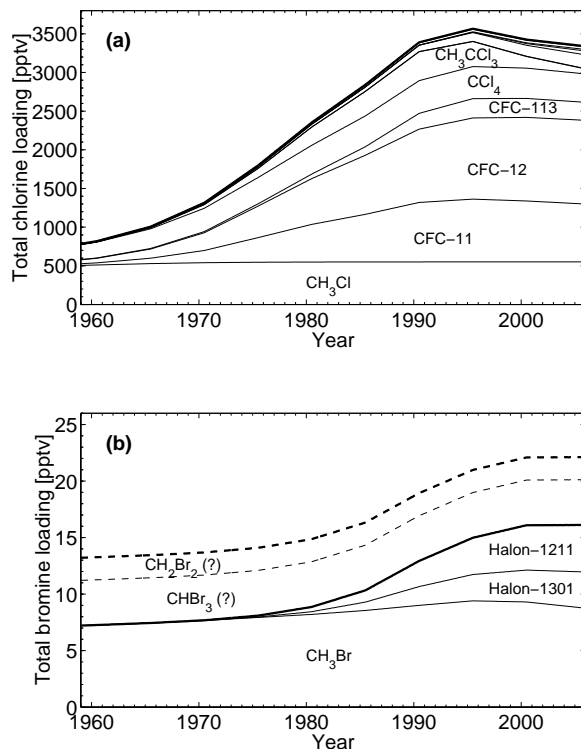 (a)
Total chlorine loading [pptv]
3500
3000
2500
2000
1500
1000
500
0
CH₃CCl₃
CCl₄
CFC−113
CFC−12
CFC−11
CH₃Cl
1960 1970 1980 1990 2000
Year
(b)
Total bromine loading [pptv]
25
20
15
10
5
0
CH₂Br₂ (?)
CHBr₃ (?)
Halon−1211
Halon−1301
CH₃Br
1960 1970 1980 1990 2000
Year